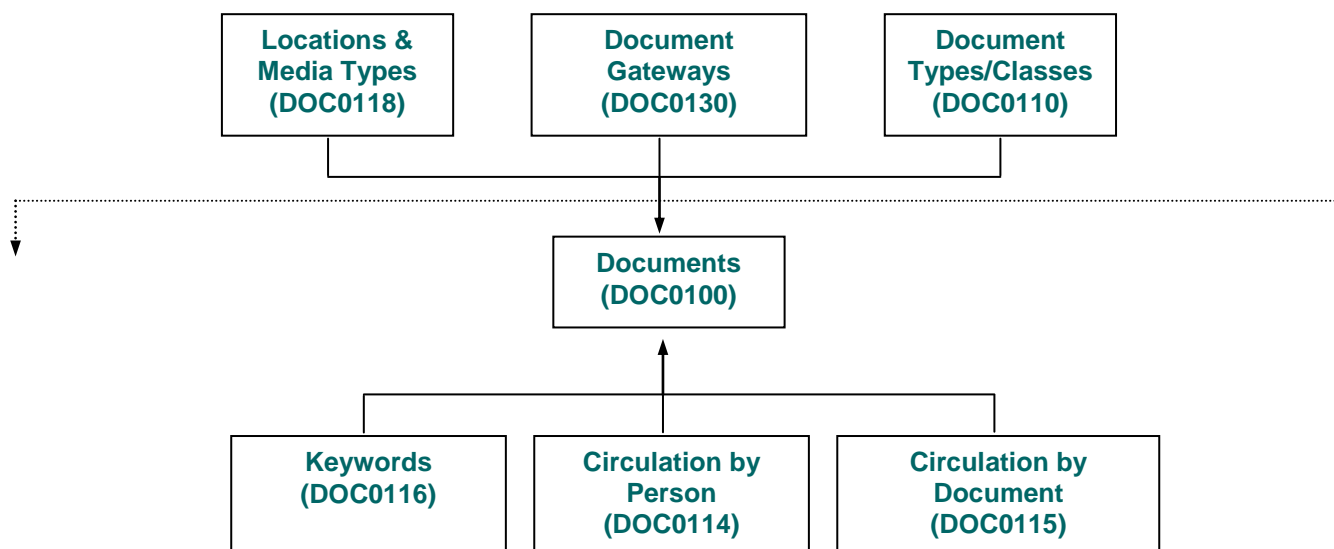 Locations &
Media Types
(DOC0118)
Document
Gateways
(DOC0130)
Document
Types/Classes
(DOC0110)
Documents
(DOC0100)
Keywords
(DOC0116)
Circulation by
Person
(DOC0114)
Circulation by
Document
(DOC0115)